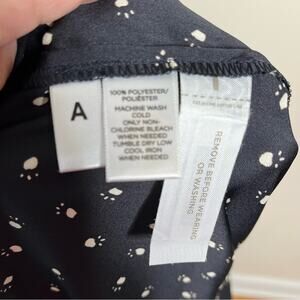 A
100% POLYESTER/
POLIÉSTER
MACHINE WASH
COLD
ONLY NON-
CHLORINE BLEACH
WHEN NEEDED
TUMBLE DRY LOW
COOL IRON
WHEN NEEDED
REMOVE BEFORE WEARING
OR WASHING